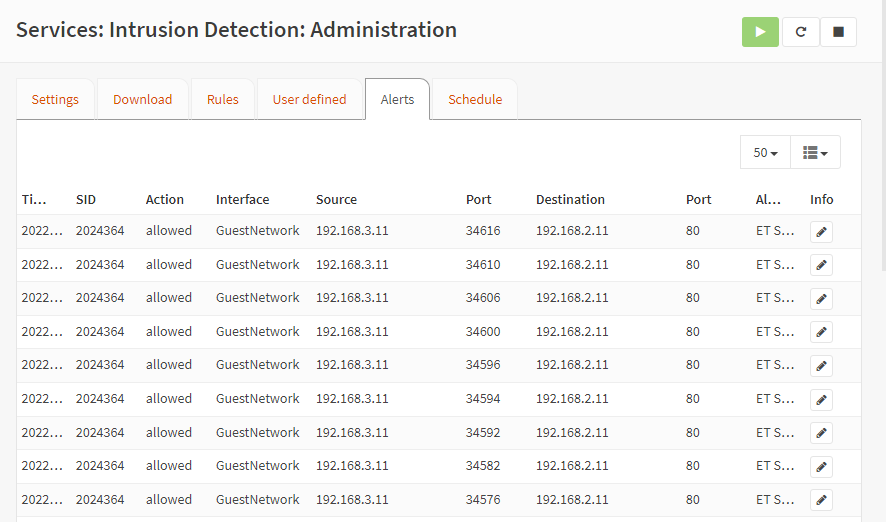 Services: Intrusion Detection: Administration
Settings Download Rules User defined Alerts Schedule
50
Ti... SID Action Interface Source Port Destination Port Al... Info
2022... 2024364 allowed GuestNetwork 192.168.3.11 34616 192.168.2.11 80 ET S...
2022... 2024364 allowed GuestNetwork 192.168.3.11 34610 192.168.2.11 80 ET S...
2022... 2024364 allowed GuestNetwork 192.168.3.11 34606 192.168.2.11 80 ET S...
2022... 2024364 allowed GuestNetwork 192.168.3.11 34600 192.168.2.11 80 ET S...
2022... 2024364 allowed GuestNetwork 192.168.3.11 34596 192.168.2.11 80 ET S...
2022... 2024364 allowed GuestNetwork 192.168.3.11 34594 192.168.2.11 80 ET S...
2022... 2024364 allowed GuestNetwork 192.168.3.11 34592 192.168.2.11 80 ET S...
2022... 2024364 allowed GuestNetwork 192.168.3.11 34582 192.168.2.11 80 ET S...
2022... 2024364 allowed GuestNetwork 192.168.3.11 34576 192.168.2.11 80 ET S...